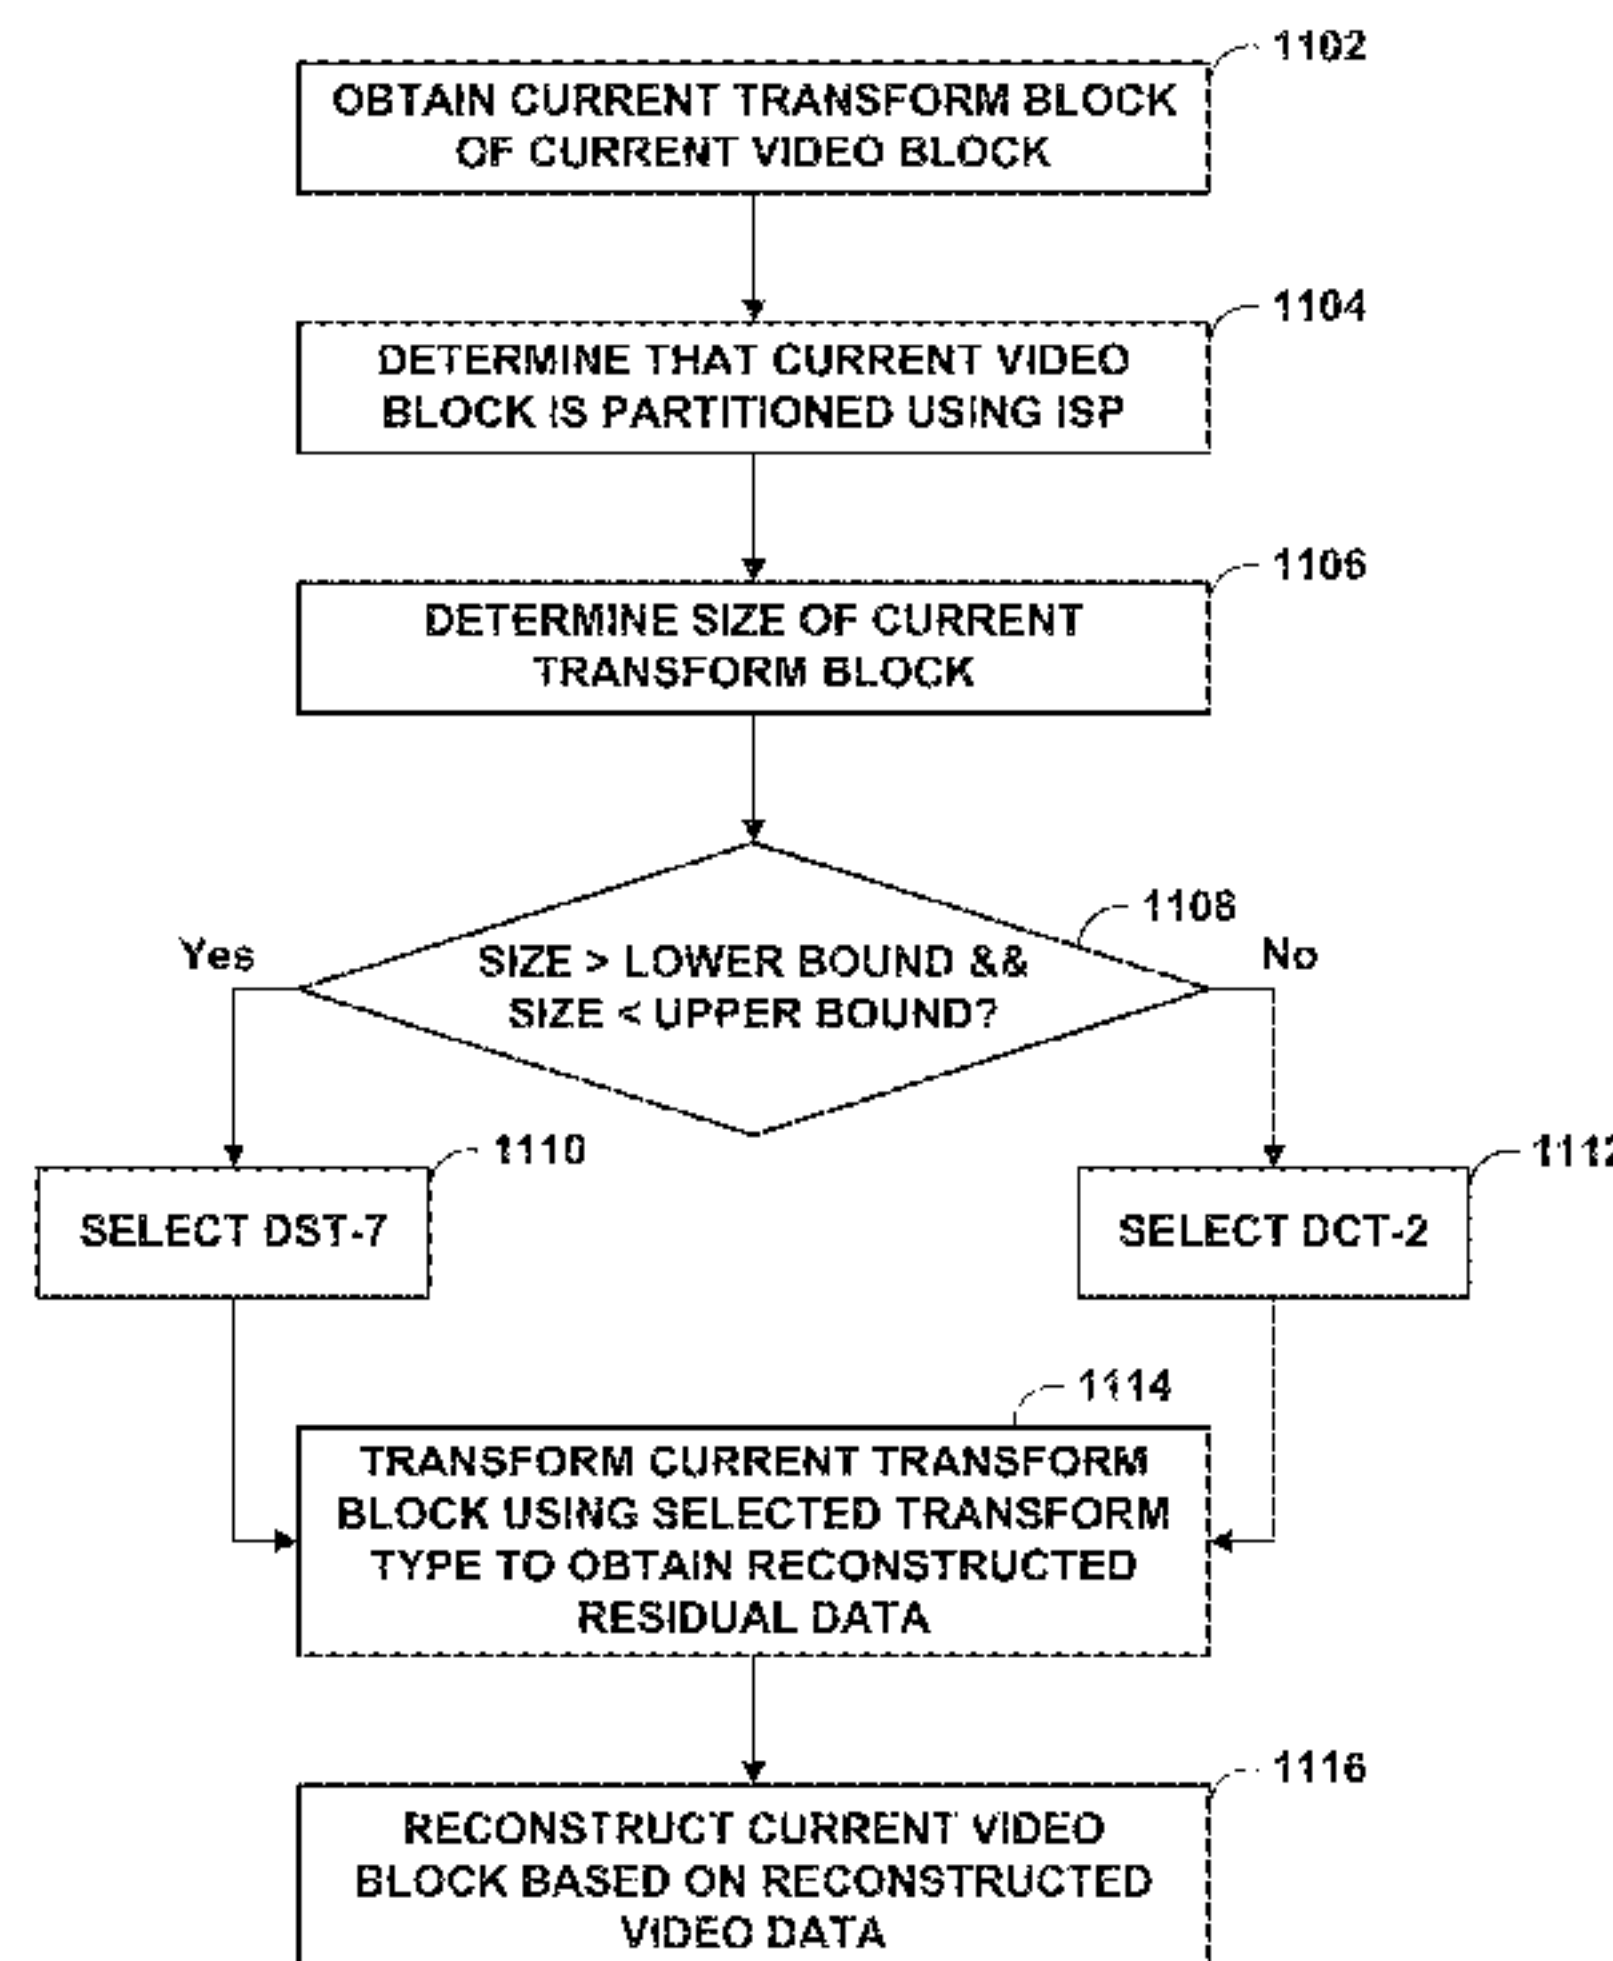 1102
OBTAIN CURRENT TRANSFORM BLOCK
OF CURRENT VIDEO BLOCK
1104
DETERMINE THAT CURRENT VIDEO
BLOCK IS PARTITIONED USING ISP
1106
DETERMINE SIZE OF CURRENT
TRANSFORM BLOCK
1108
Yes
No
SIZE > LOWER BOUND &&
SIZE < UPPER BOUND?
1110
1112
SELECT DST-7
SELECT DCT-2
1114
TRANSFORM CURRENT TRANSFORM
BLOCK USING SELECTED TRANSFORM
TYPE TO OBTAIN RECONSTRUCTED
RESIDUAL DATA
1116
RECONSTRUCT CURRENT VIDEO
BLOCK BASED ON RECONSTRUCTED
VIDEO DATA